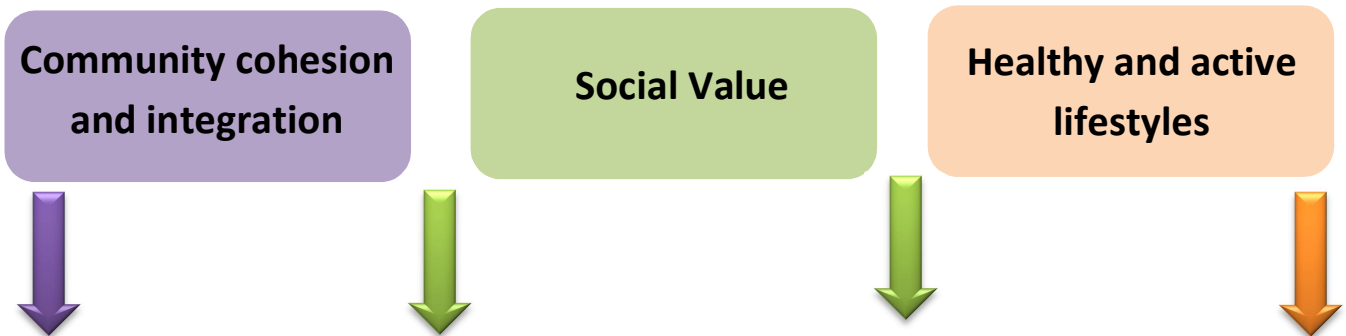 Community cohesion
and integration
Social Value
Healthy and active
lifestyles